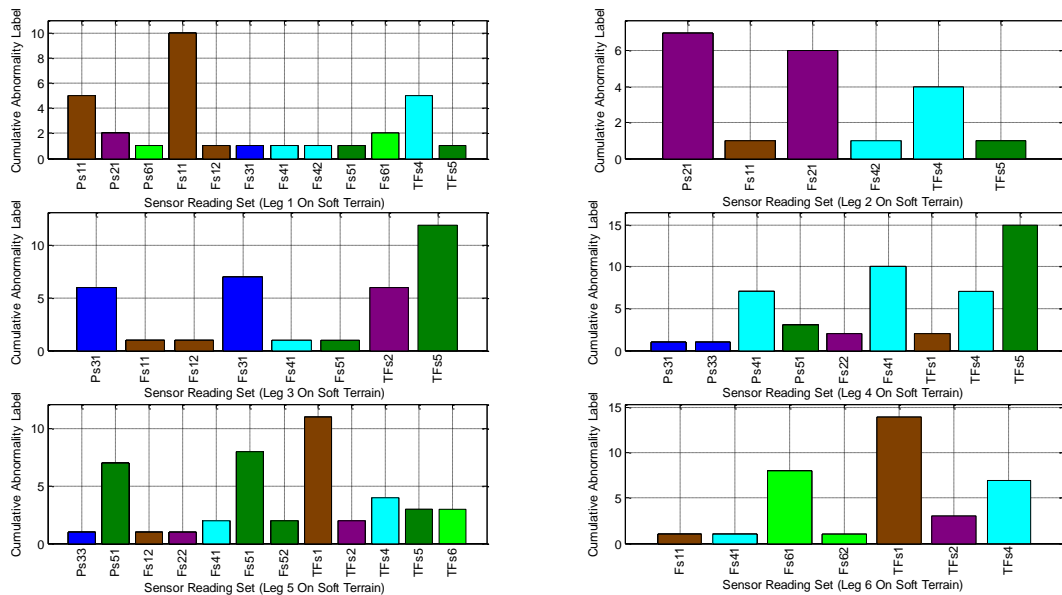 Cumulative Abnormality Label
10
8
6
4
2
0
Ps11
Ps21
Ps61
Fs11
Fs12
Fs31
Fs41
Fs42
Fs51
Fs61
TFs4
TFs5
Sensor Reading Set (Leg 1 On Soft Terrain)
Cumulative Abnormality Label
6
4
2
0
Ps21
Fs11
Fs21
Fs42
TFs4
TFs5
Sensor Reading Set (Leg 2 On Soft Terrain)
Cumulative Abnormality Label
10
5
0
Ps31
Fs11
Fs12
Fs31
Fs41
Fs51
TFs2
TFs5
Sensor Reading Set (Leg 3 On Soft Terrain)
Cumulative Abnormality Label
15
10
5
0
Ps31
Ps33
Ps41
Ps51
Fs22
Fs41
TFs1
TFs4
TFs5
Sensor Reading Set (Leg 4 On Soft Terrain)
Cumulative Abnormality Label
10
5
0
Ps33
Ps51
Fs12
Fs22
Fs41
Fs51
Fs52
TFs1
TFs2
TFs4
TFs5
TFs6
Sensor Reading Set (Leg 5 On Soft Terrain)
Cumulative Abnormality Label
15
10
5
0
Fs11
Fs41
Fs61
Fs62
TFs1
TFs2
TFs4
Sensor Reading Set (Leg 6 On Soft Terrain)